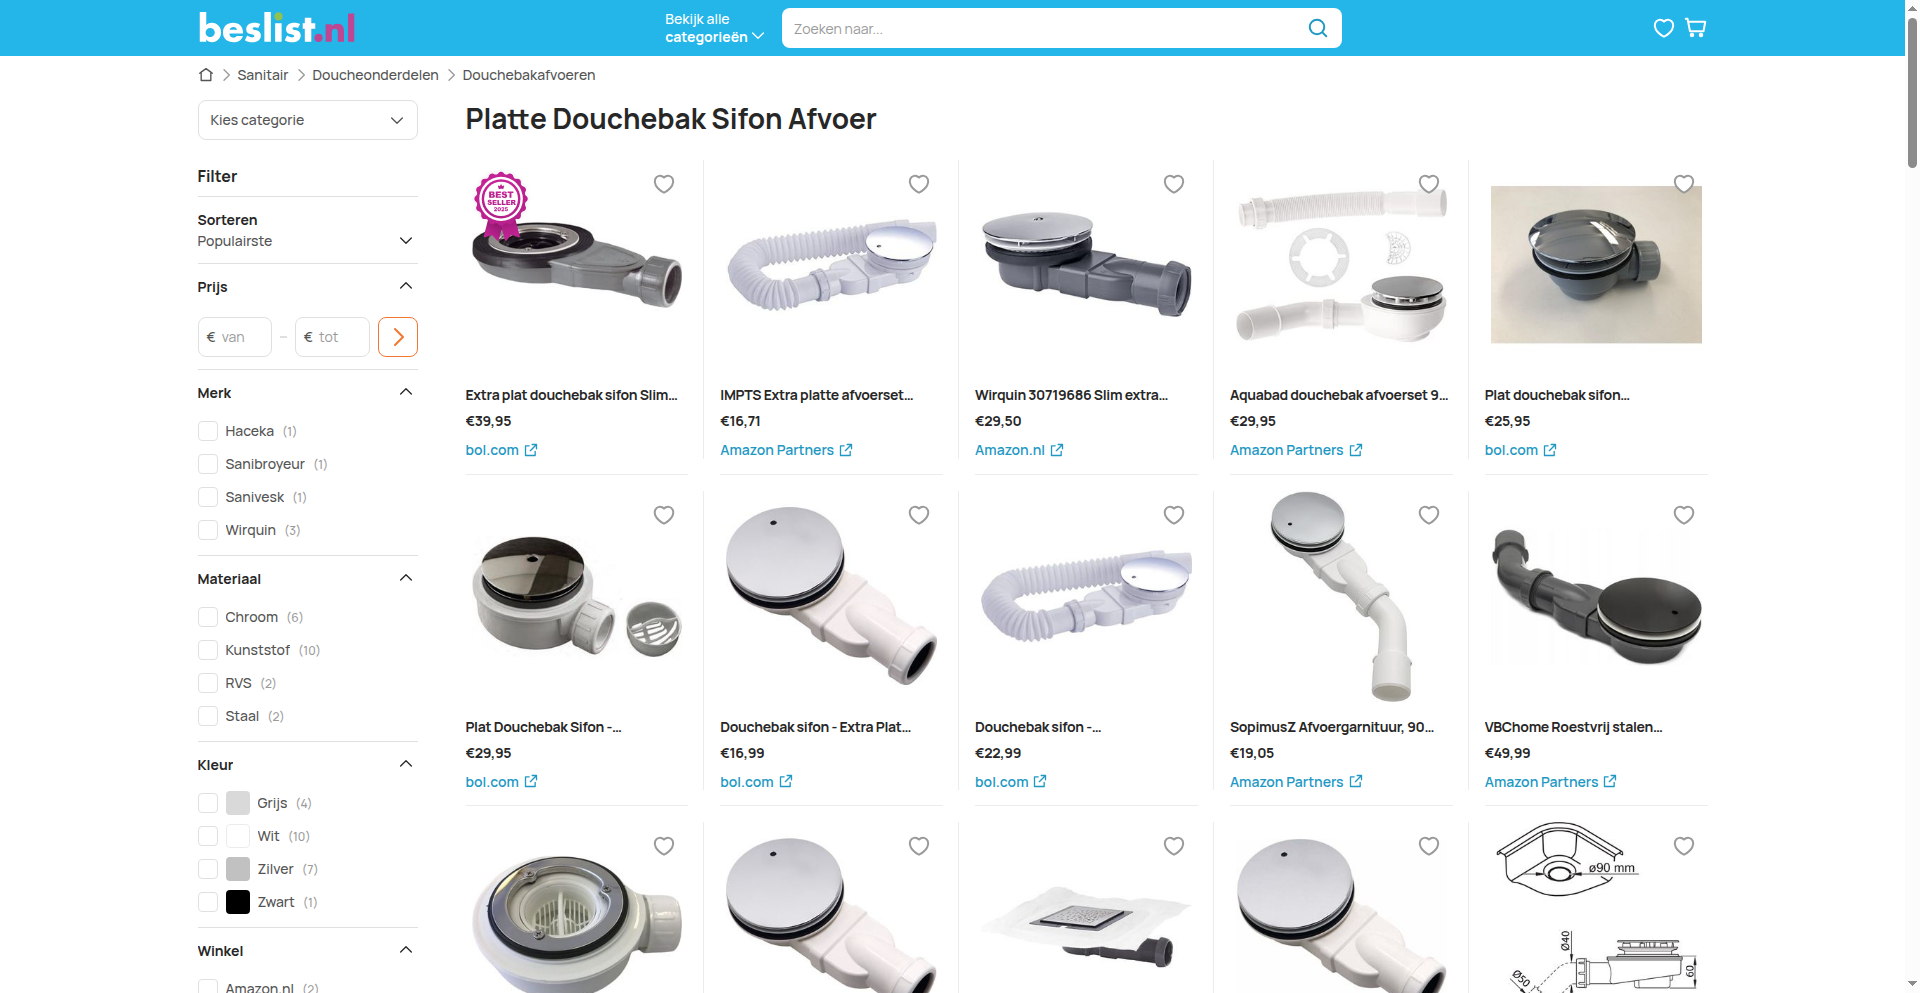 beslist.nl
Bekijk alle
categorieën
Zoeken naar...
Sanitair
Doucheonderdelen
Douchebakafvoeren
Kies categorie
Platte Douchebak Sifon Afvoer
Filter
Sorteren
Populairste
Prijs
€ van
–
€ tot
Merk
Haceka (1)
Sanibroyeur (1)
Sanivesk (1)
Wirquin (3)
Materiaal
Chroom (6)
Kunststof (10)
RVS (2)
Staal (2)
Kleur
Grijs (4)
Wit (10)
Zilver (7)
Zwart (1)
Winkel
Amazon.nl (2)
BEST
SELLER
2025
Extra plat douchebak sifon Slim...
€39,95
bol.com
IMPTS Extra platte afvoerset...
€16,71
Amazon Partners
Wirquin 30719686 Slim extra...
€29,50
Amazon.nl
Aquabad douchebak afvoerset 9...
€29,95
Amazon Partners
Plat douchebak sifon...
€25,95
bol.com
Plat Douchebak Sifon -...
€29,95
bol.com
Douchebak sifon - Extra Plat...
€16,99
bol.com
Douchebak sifon -...
€22,99
bol.com
SopimusZ Afvoergarnituur, 90...
€19,05
Amazon Partners
VBChome Roestvrij stalen...
€49,99
Amazon Partners
ø90 mm
Ø40
Ø50
60